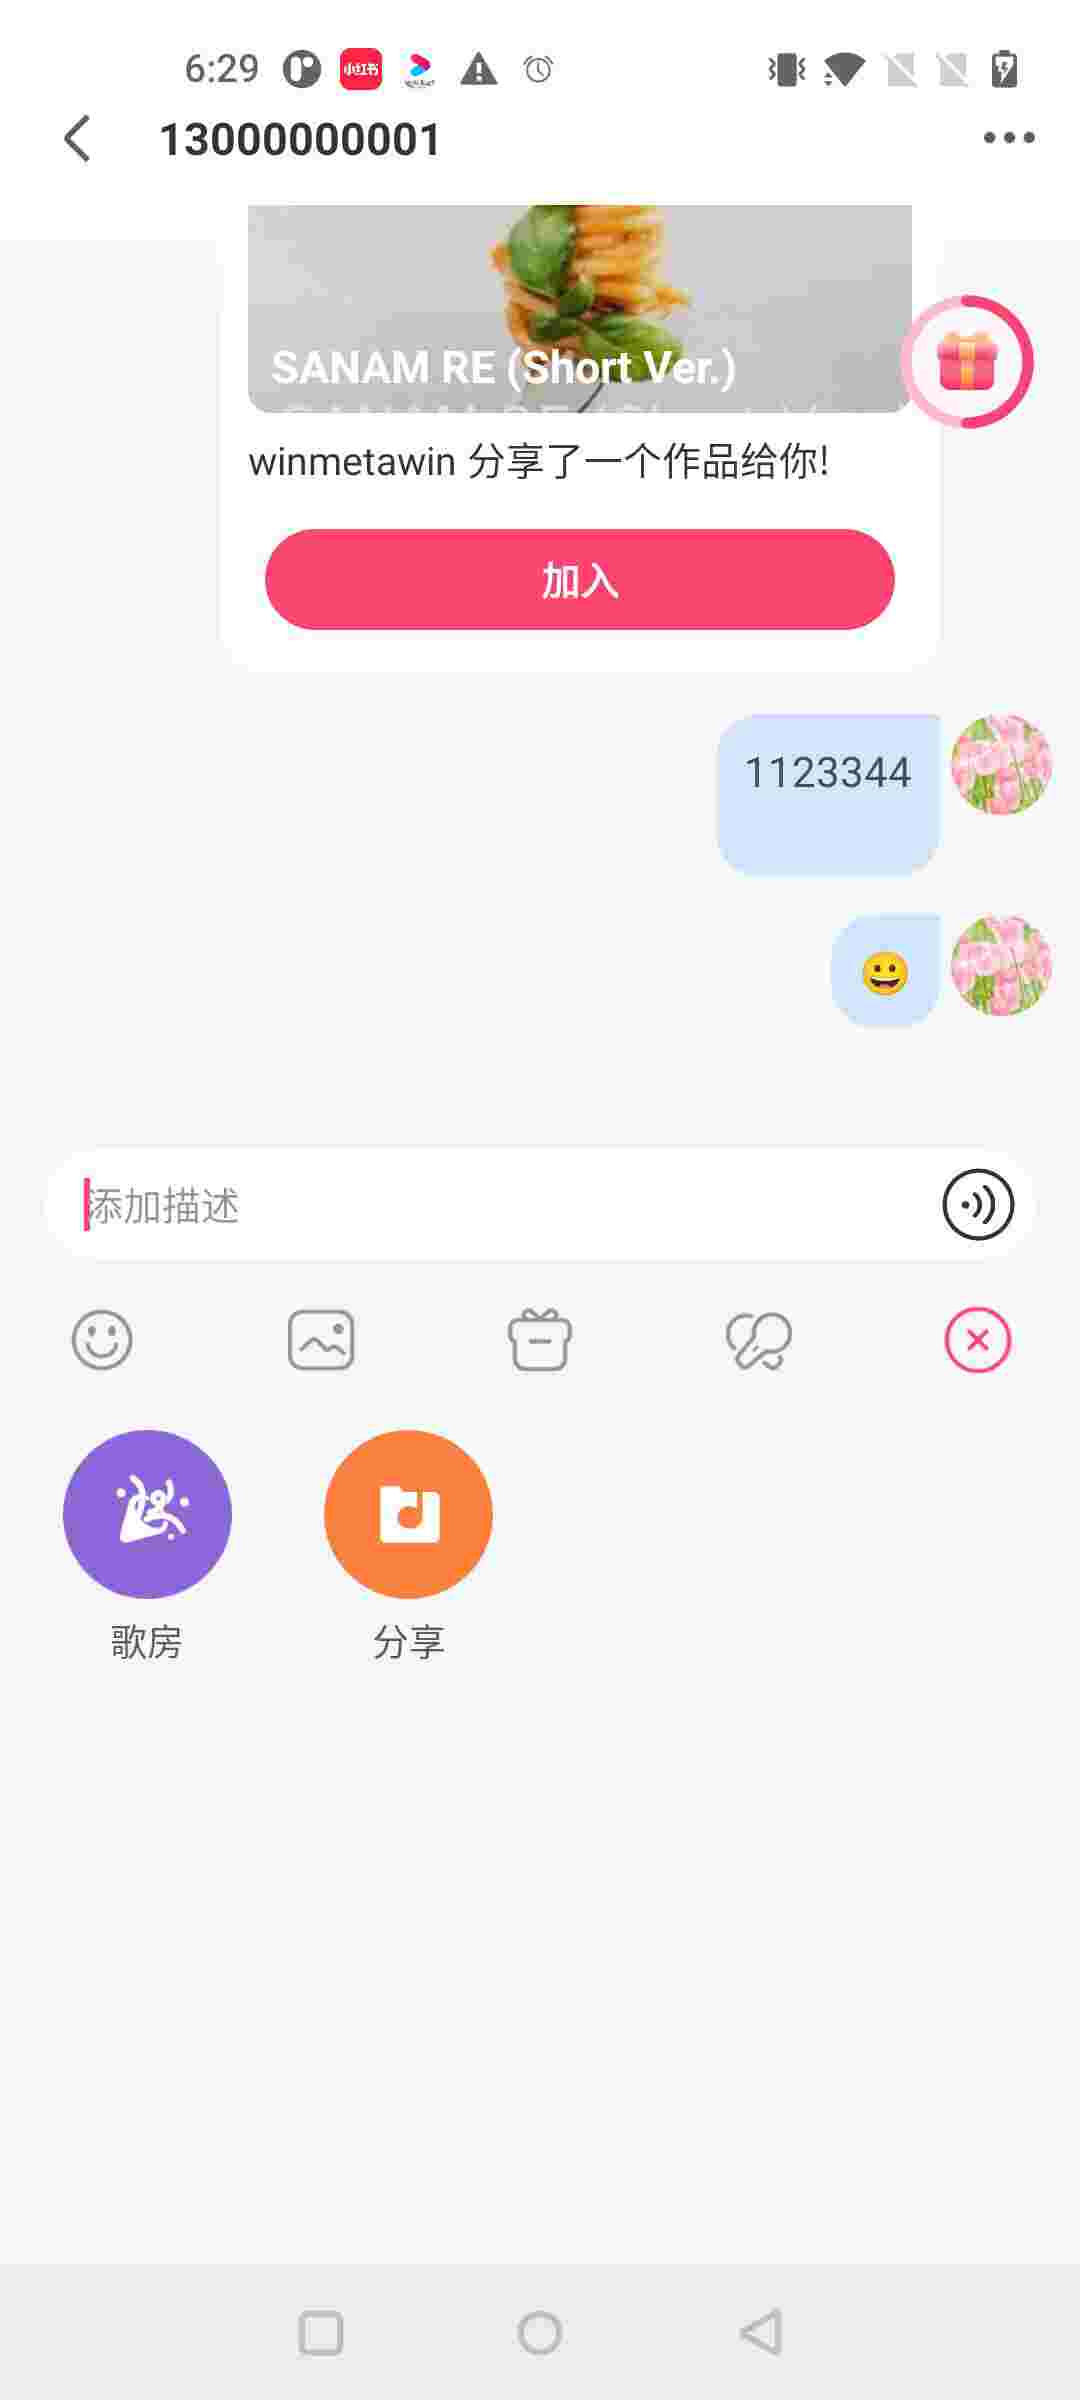 6:29
小红书
13000000001
SANAM RE (Short Ver.)
winmetawin 分享了一个作品给你!
加入
1123344
添加描述
歌房
分享